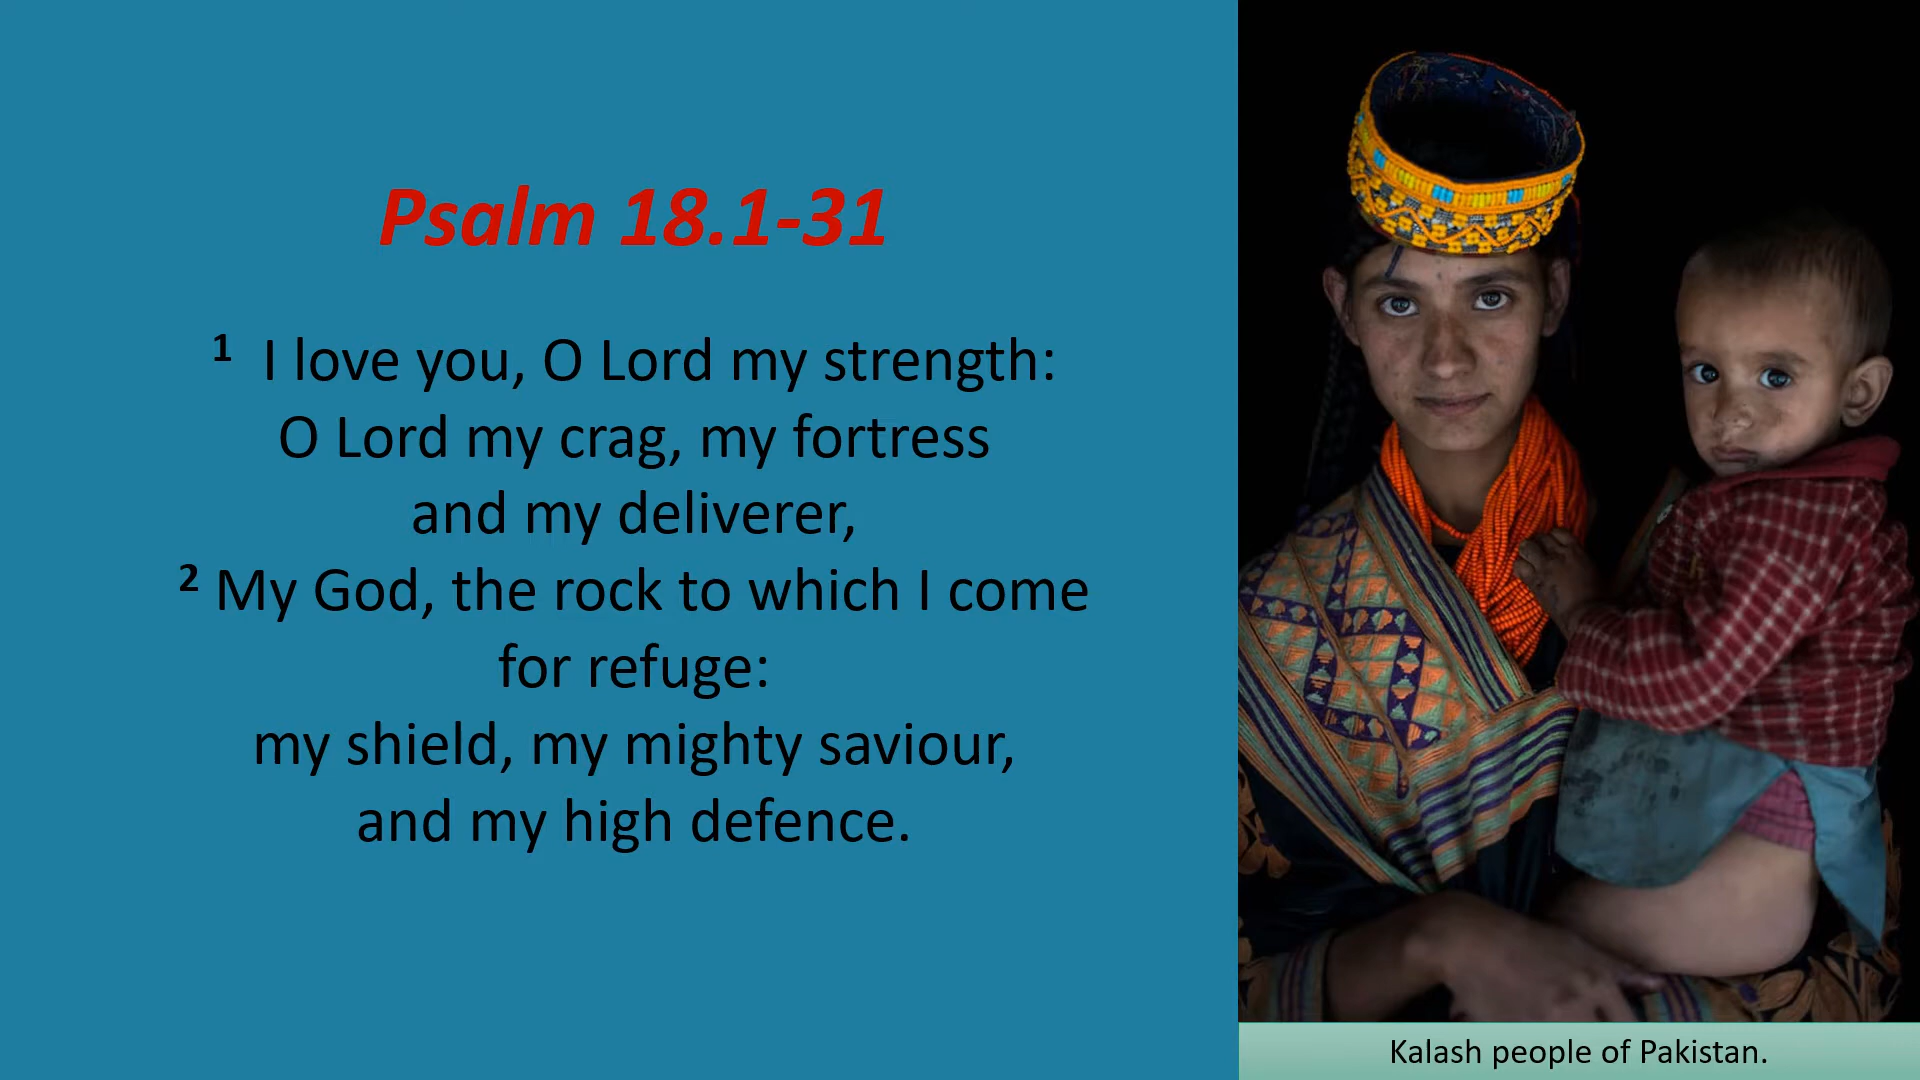 Psalm 18.1-31
1 I love you, O Lord my strength:
O Lord my crag, my fortress
and my deliverer,
2 My God, the rock to which I come
for refuge:
my shield, my mighty saviour,
and my high defence.
Kalash people of Pakistan.